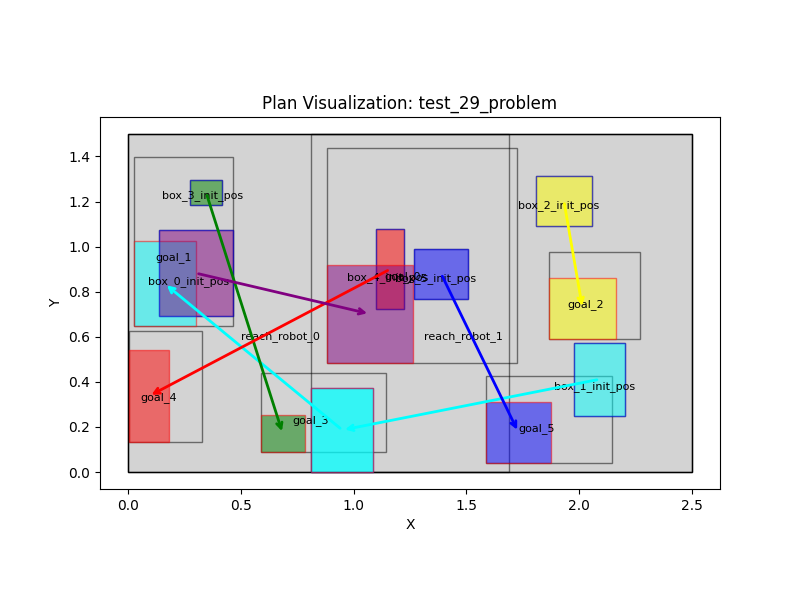 Plan Visualization: test_29_problem
1.4
1.2
1.0
0.8
0.6
0.4
0.2
0.0
Y
box_3_init_pos
box_2_init_pos
goal_1
box_0_init_pos
goal_2
reach_robot_0
reach_robot_1
box_1_init_pos
goal_4
goal_3
goal_5
0.0
0.5
1.0
1.5
2.0
2.5
X